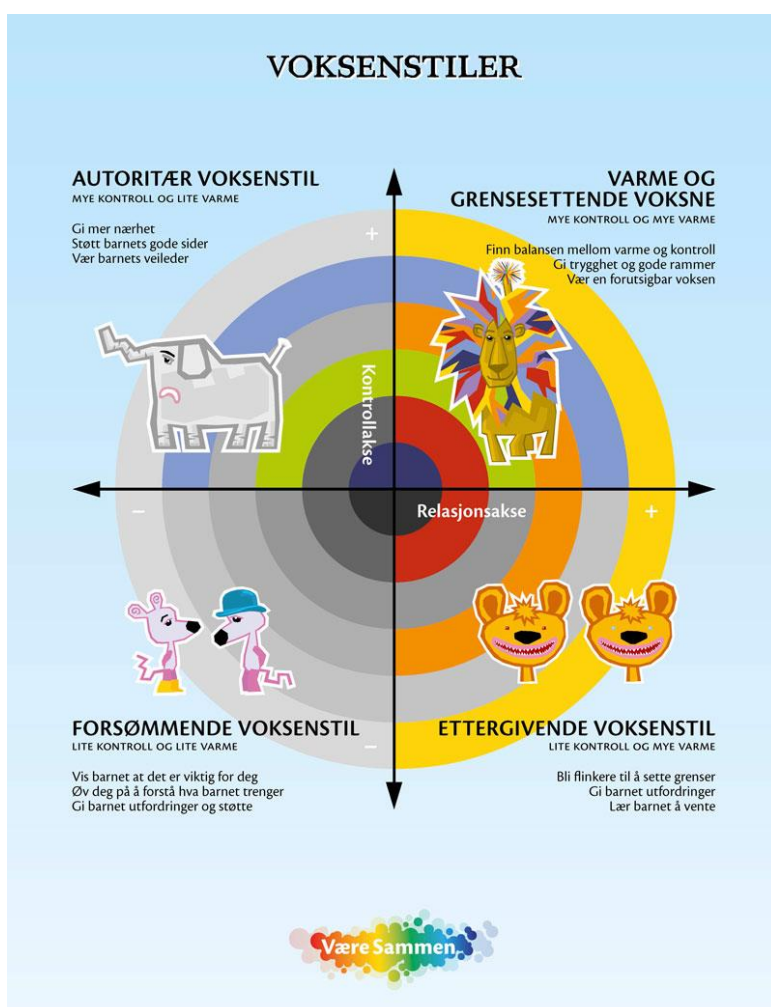 VOKSENSTILER
AUTORITÆR VOKSENSTIL
MYE KONTROLL OG LITE VARME
Gi mer nærhet
Støtt barnets gode sider
Vær barnets veileder
VARME OG
GRENSESETTENDE VOKSNE
MYE KONTROLL OG MYE VARME
Finn balansen mellom varme og kontroll
Gi trygghet og gode rammer
Vær en forutsigbar voksen
+
Kontrollakse
–
Relasjonsakse
+
–
FORSØMMENDE VOKSENSTIL
LITE KONTROLL OG LITE VARME
Vis barnet at det er viktig for deg
Øv deg på å forstå hva barnet trenger
Gi barnet utfordringer og støtte
ETTERGIVENDE VOKSENSTIL
LITE KONTROLL OG MYE VARME
Bli flinkere til å sette grenser
Gi barnet utfordringer
Lær barnet å vente
Være Sammen